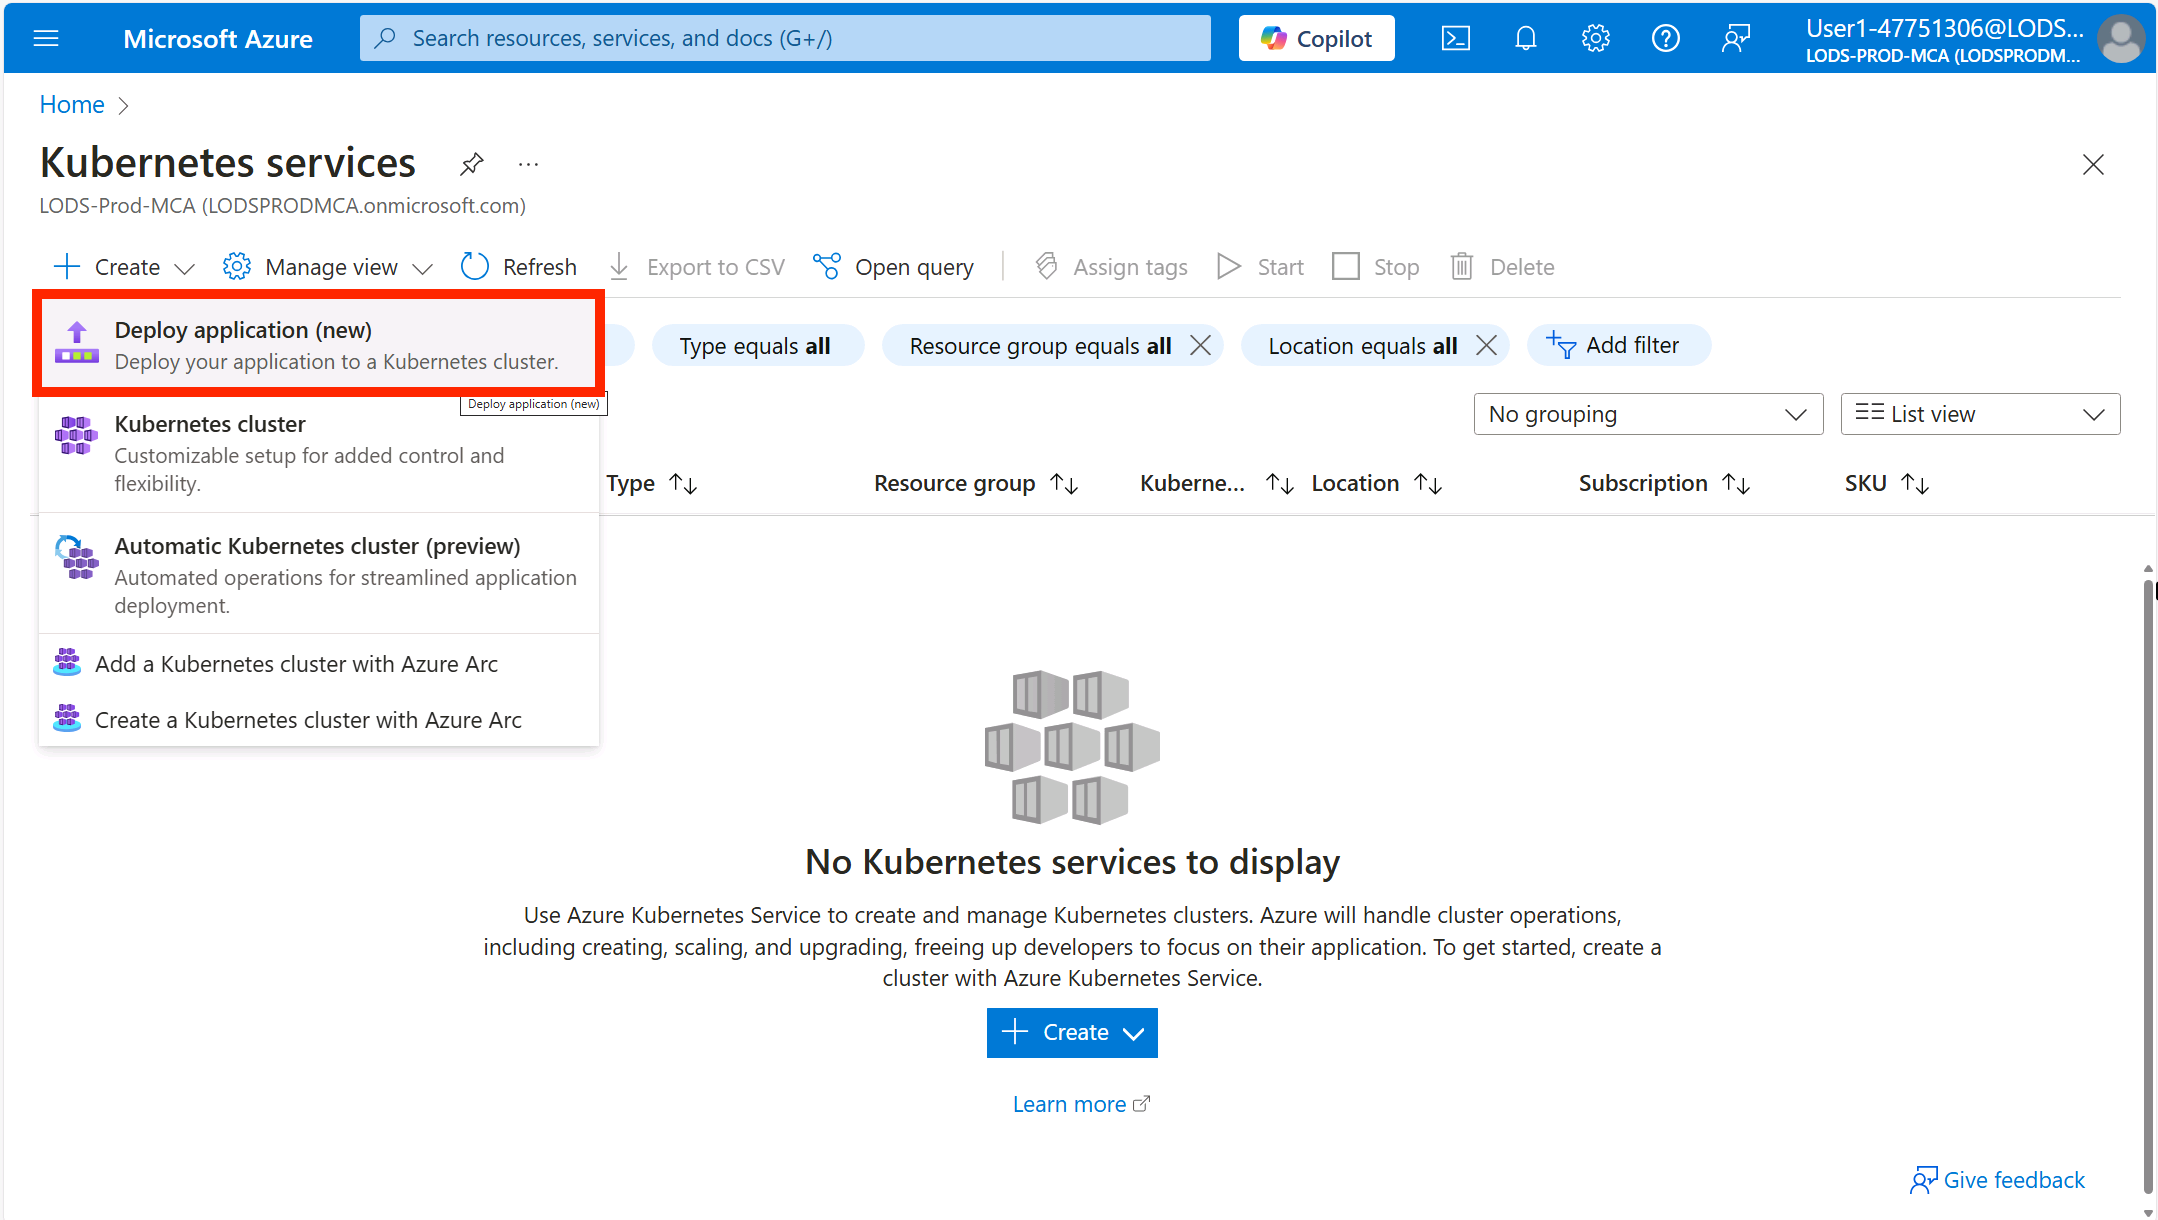 Microsoft Azure
Search resources, services, and docs (G+/)
Copilot
User1-47751306@LODS...
LODS-PROD-MCA (LODSPRODM...
Home
Kubernetes services
...
LODS-Prod-MCA (LODSPRODMCA.onmicrosoft.com)
Create
Manage view
Refresh
Export to CSV
Open query
Assign tags
Start
Stop
Delete
Deploy application (new)
Deploy your application to a Kubernetes cluster.
Type equals all
Resource group equals all
Location equals all
Add filter
Deploy application (new)
Kubernetes cluster
Customizable setup for added control and
flexibility.
No grouping
List view
Type
Resource group
Kuberne...
Location
Subscription
SKU
Automatic Kubernetes cluster (preview)
Automated operations for streamlined application
deployment.
Add a Kubernetes cluster with Azure Arc
Create a Kubernetes cluster with Azure Arc
No Kubernetes services to display
Use Azure Kubernetes Service to create and manage Kubernetes clusters. Azure will handle cluster operations,
including creating, scaling, and upgrading, freeing up developers to focus on their application. To get started, create a
cluster with Azure Kubernetes Service.
Create
Learn more
Give feedback